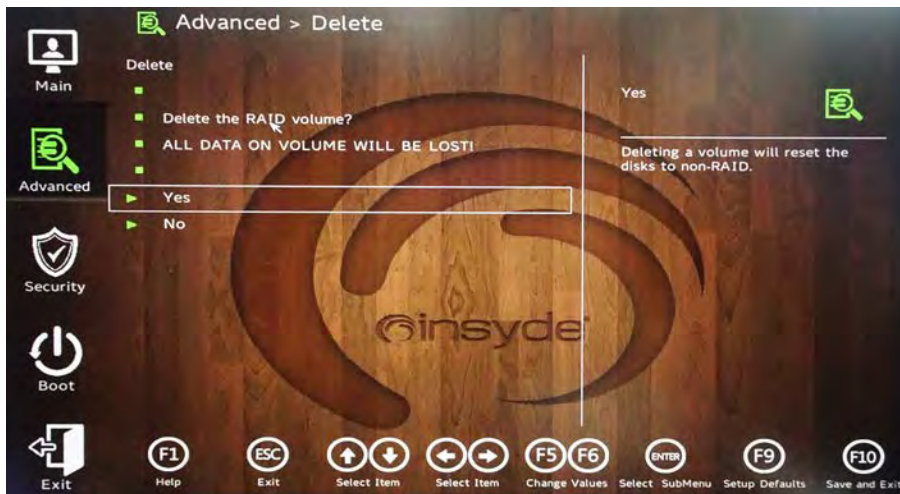 Advanced > Delete
Main
Delete
Delete the RAID volume?
ALL DATA ON VOLUME WILL BE LOST!
Yes
No
Yes
Deleting a volume will reset the
disks to non-RAID.
Advanced
Security
Boot
Exit
insyde
F1
Help
ESC
Exit
Select Item
Select Item
F5 F6
Change Values
ENTER
Select SubMenu
F9
Setup Defaults
F10
Save and Exit